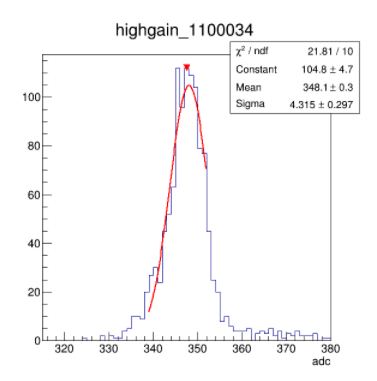 highgain_1100034
χ² / ndf 21.81 / 10
Constant 104.8 ± 4.7
Mean 348.1 ± 0.3
Sigma 4.315 ± 0.297
100
80
60
40
20
0
320 330 340 350 360 370 380
adc